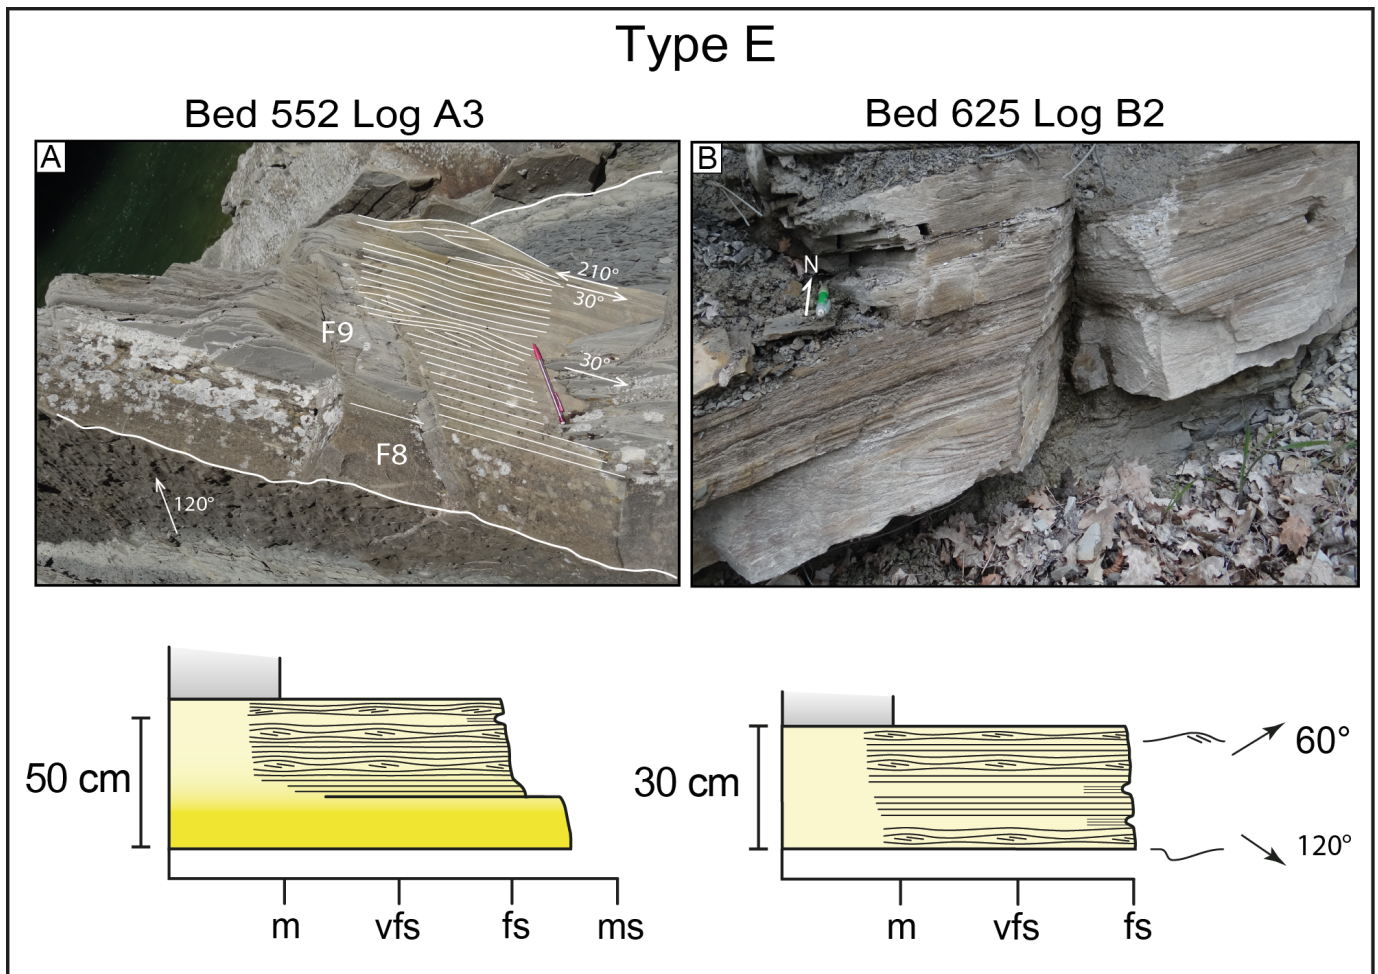 Type E
Bed 552 Log A3
Bed 625 Log B2
A
B
210°
30°
N
F9
30°
F8
120°
50 cm
30 cm
60°
120°
m vfs fs ms
m vfs fs